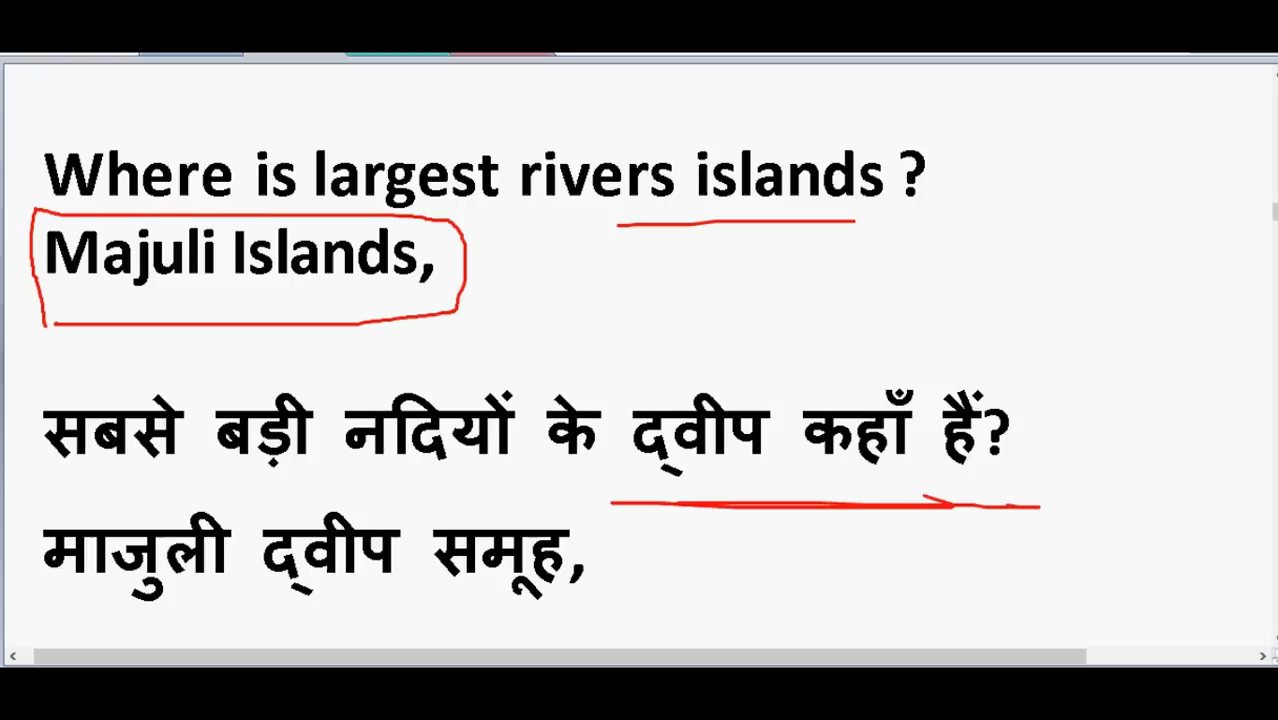 Where is largest rivers islands ?
Majuli Islands,
सबसे बड़ी नदियों के द्वीप कहाँ हैं?
माजुली द्वीप समूह,